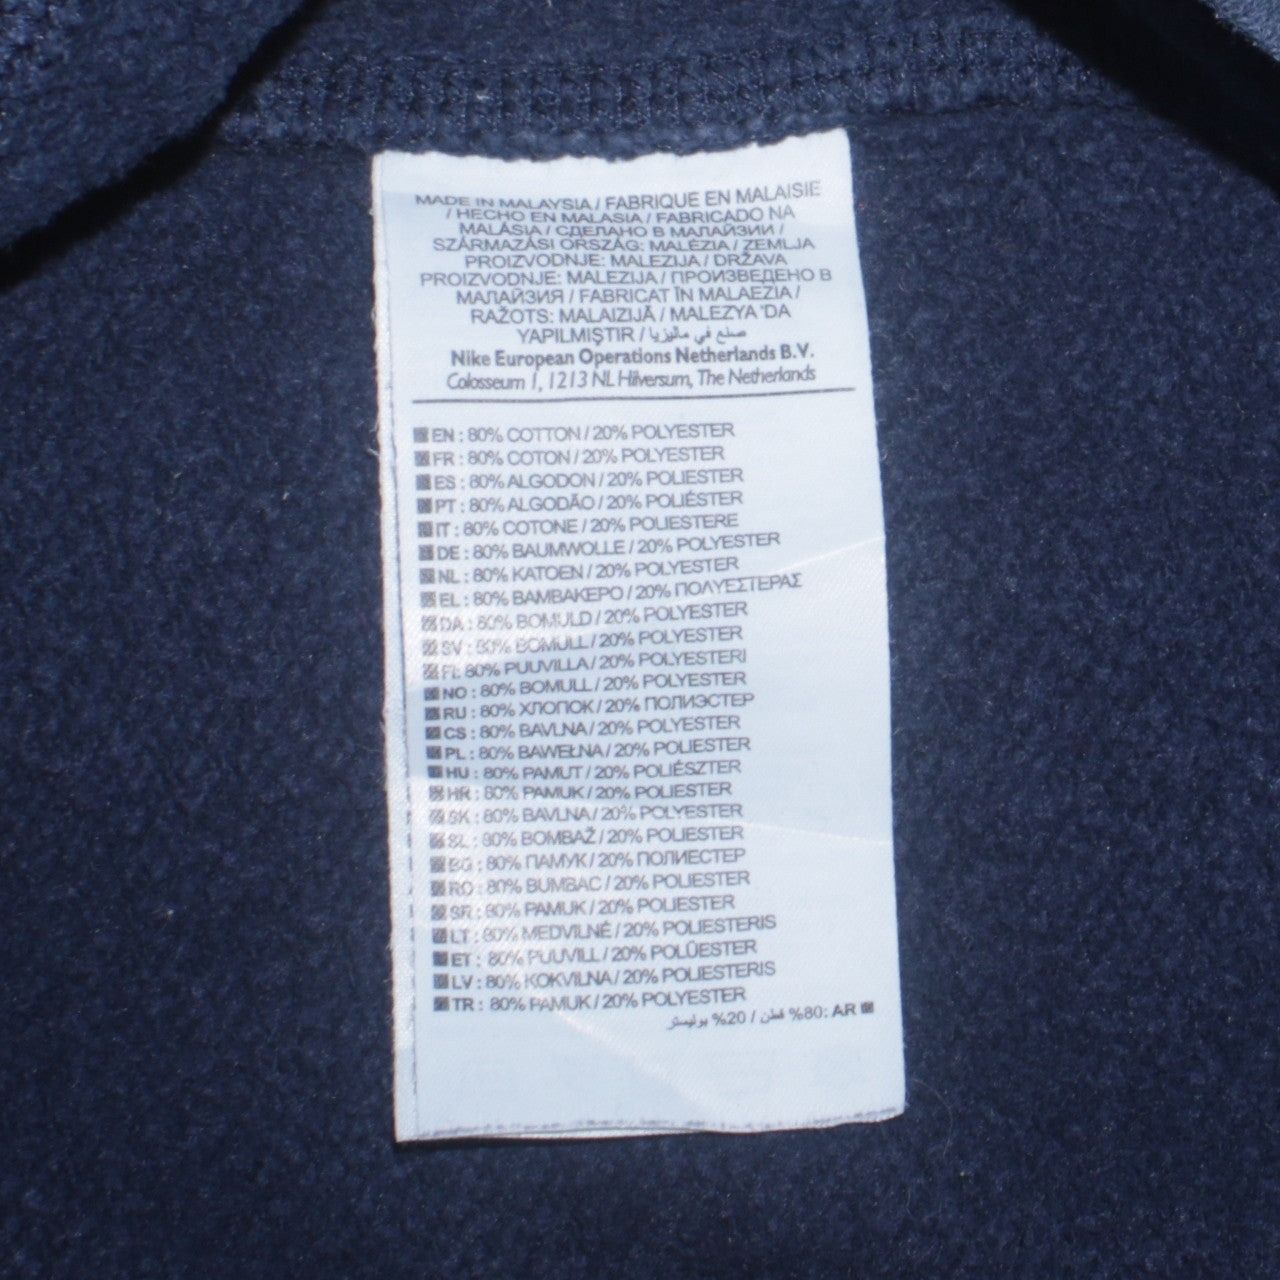 MADE IN MALAYSIA / FABRIQUE EN MALAISIE
/ HECHO EN MALASIA / FABRICADO NA
MALÁSIA / СДЕЛАНО В МАЛАЙЗИИ /
SZÁRMAZÁSI ORSZÁG: MALÉZIA / ZEMLJA
PROIZVODNJE: MALEZIJA / DRŽAVA
PROIZVODNJE: MALEZIJA / ПРОИЗВЕДЕНО В
МАЛАЙЗИЯ / FABRICAT ÎN MALAEZIA /
RAŽOTS: MALAIZIJĀ / MALEZYA 'DA
YAPILMIŞTIR / صنع في ماليزيا
Nike European Operations Netherlands B.V.
Colosseum 1, 1213 NL Hilversum, The Netherlands
EN : 80% COTTON / 20% POLYESTER
FR : 80% COTON / 20% POLYESTER
ES : 80% ALGODON / 20% POLIESTER
PT : 80% ALGODÃO / 20% POLIÉSTER
IT : 80% COTONE / 20% POLIESTERE
DE : 80% BAUMWOLLE / 20% POLYESTER
NL : 80% KATOEN / 20% POLYESTER
EL : 80% ΒΑΜΒΑΚΕΡΟ / 20% ΠΟΛΥΕΣΤΕΡΑΣ
DA : 80% BOMULD / 20% POLYESTER
SV : 80% BOMULL / 20% POLYESTER
FI : 80% PUUVILLA / 20% POLYESTERI
NO : 80% BOMULL / 20% POLYESTER
RU : 80% ХЛОПОК / 20% ПОЛИЭСТЕР
CS : 80% BAVLNA / 20% POLYESTER
PL : 80% BAWEŁNA / 20% POLIESTER
HU : 80% PAMUT / 20% POLIÉSZTER
HR : 80% PAMUK / 20% POLIESTER
SK : 80% BAVLNA / 20% POLYESTER
SL : 80% BOMBAŽ / 20% POLIESTER
BG : 80% ПАМУК / 20% ПОЛИЕСТЕР
RO : 80% BUMBAC / 20% POLIESTER
SR : 80% PAMUK / 20% POLIESTER
LT : 80% MEDVILNĖ / 20% POLIESTERIS
ET : 80% PUUVILL / 20% POLÜESTER
LV : 80% KOKVILNA / 20% POLIESTERIS
TR : 80% PAMUK / 20% POLYESTER
AR :80% قطن / 20% بوليستر